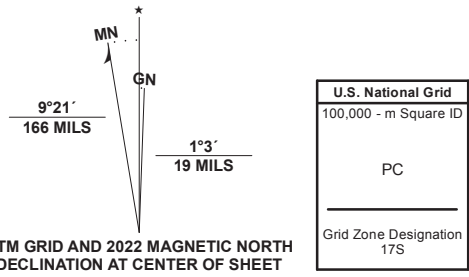 ★
MN
GN
9°21´
166 MILS
1°3´
19 MILS
TM GRID AND 2022 MAGNETIC NORTH
DECLINATION AT CENTER OF SHEET
U.S. National Grid
100,000 - m Square ID
PC
Grid Zone Designation
17S